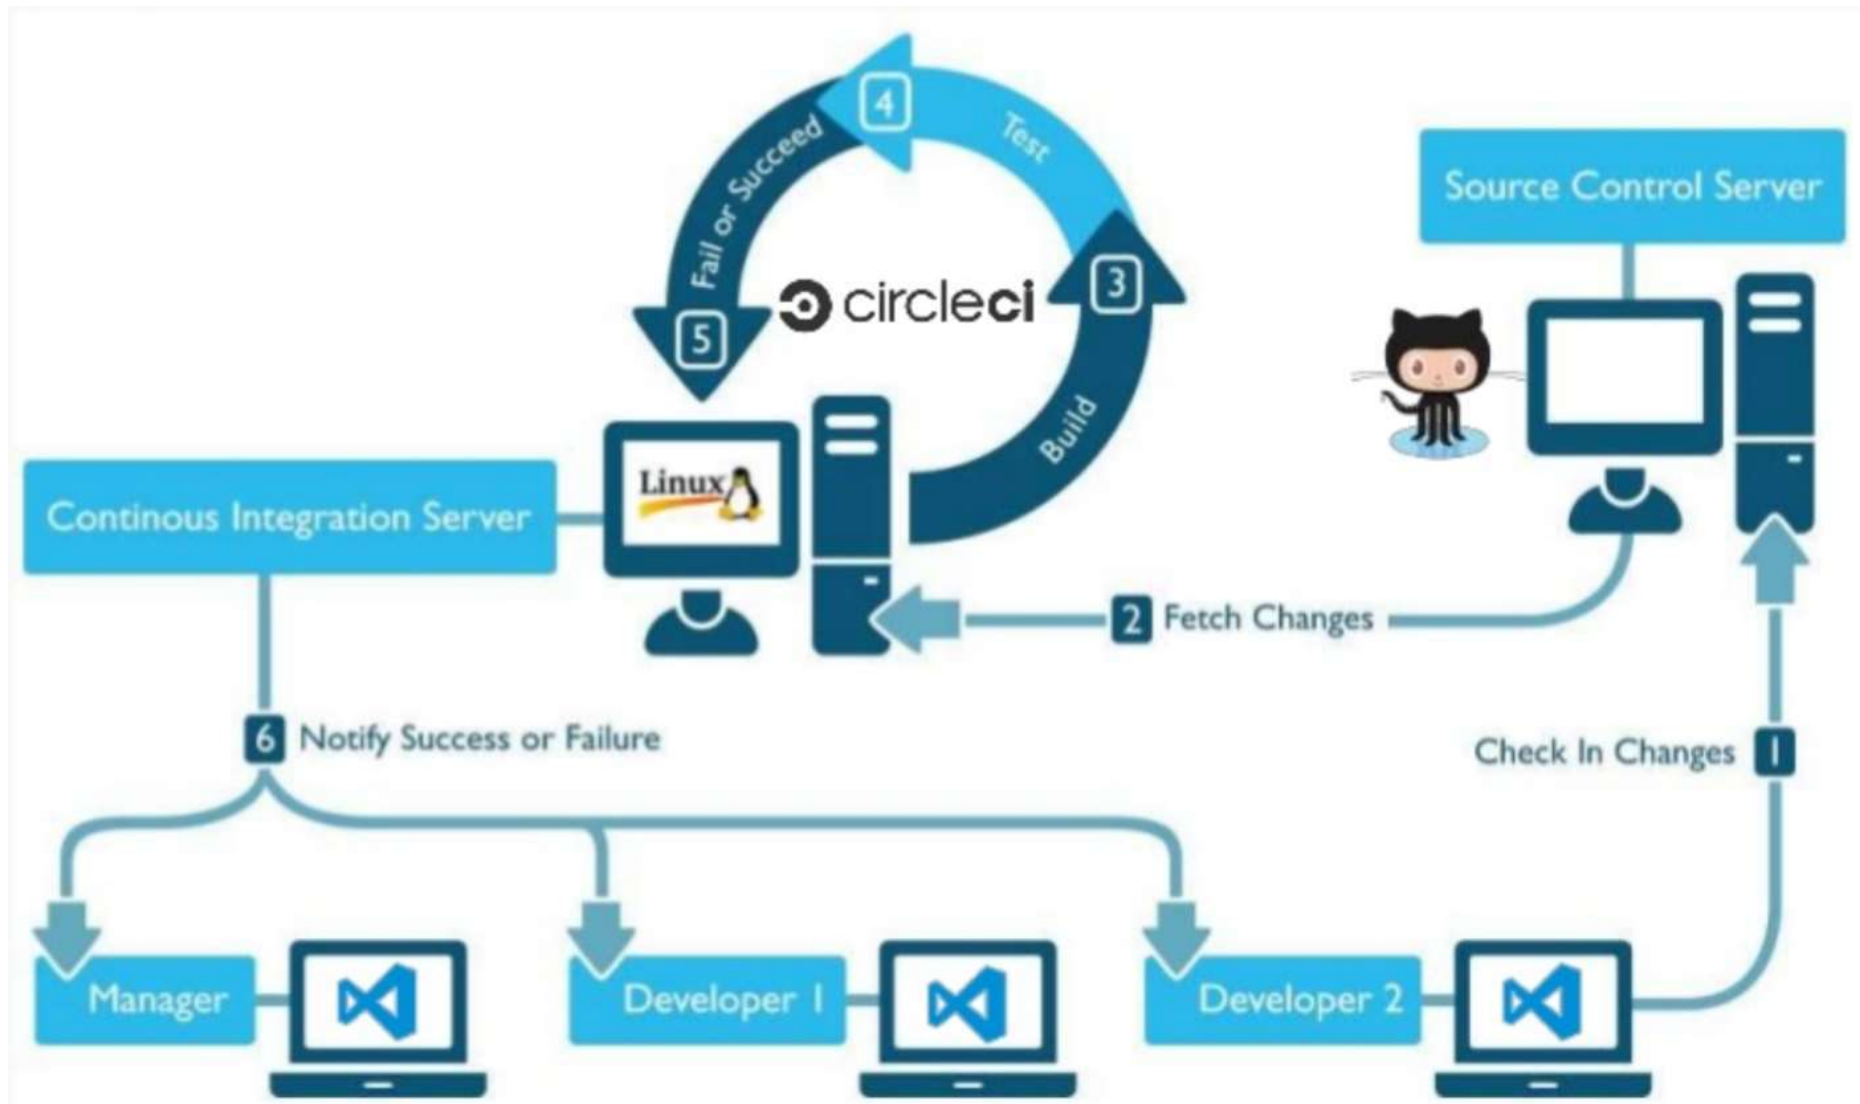 4
Test
Fail or Succeed
Source Control Server
3
circleci
5
Build
Linux
Continous Integration Server
2 Fetch Changes
6 Notify Success or Failure
Check In Changes 1
Manager
Developer 1
Developer 2